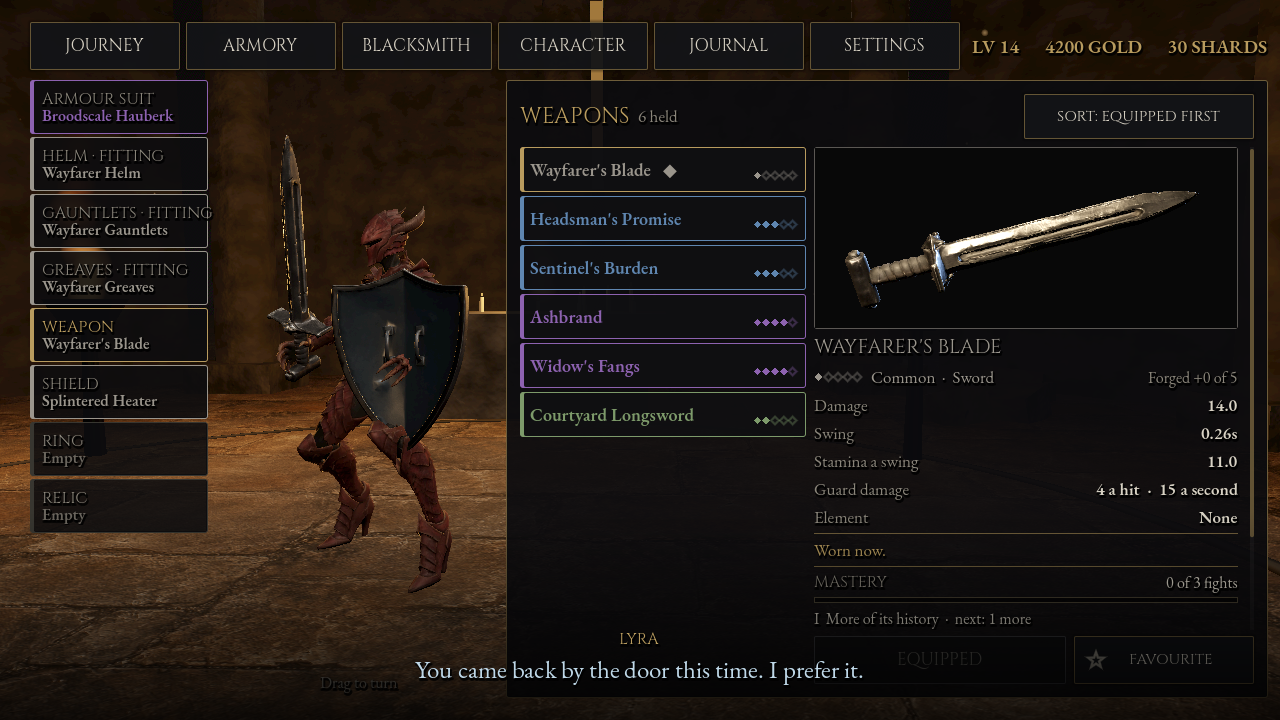 JOURNEY
ARMORY
BLACKSMITH
CHARACTER
JOURNAL
SETTINGS
LV 14
4200 GOLD
30 SHARDS
ARMOUR SUIT
Broodscale Hauberk
HELM · FITTING
Wayfarer Helm
GAUNTLETS · FITTING
Wayfarer Gauntlets
GREAVES · FITTING
Wayfarer Greaves
WEAPON
Wayfarer's Blade
SHIELD
Splintered Heater
RING
Empty
RELIC
Empty
Drag to turn
WEAPONS 6 held
SORT: EQUIPPED FIRST
Wayfarer's Blade
Headsman's Promise
Sentinel's Burden
Ashbrand
Widow's Fangs
Courtyard Longsword
WAYFARER'S BLADE
Common · Sword Forged +0 of 5
Damage 14.0
Swing 0.26s
Stamina a swing 11.0
Guard damage 4 a hit · 15 a second
Element None
Worn now.
MASTERY 0 of 3 fights
I More of its history · next: 1 more
EQUIPPED
FAVOURITE
LYRA
You came back by the door this time. I prefer it.